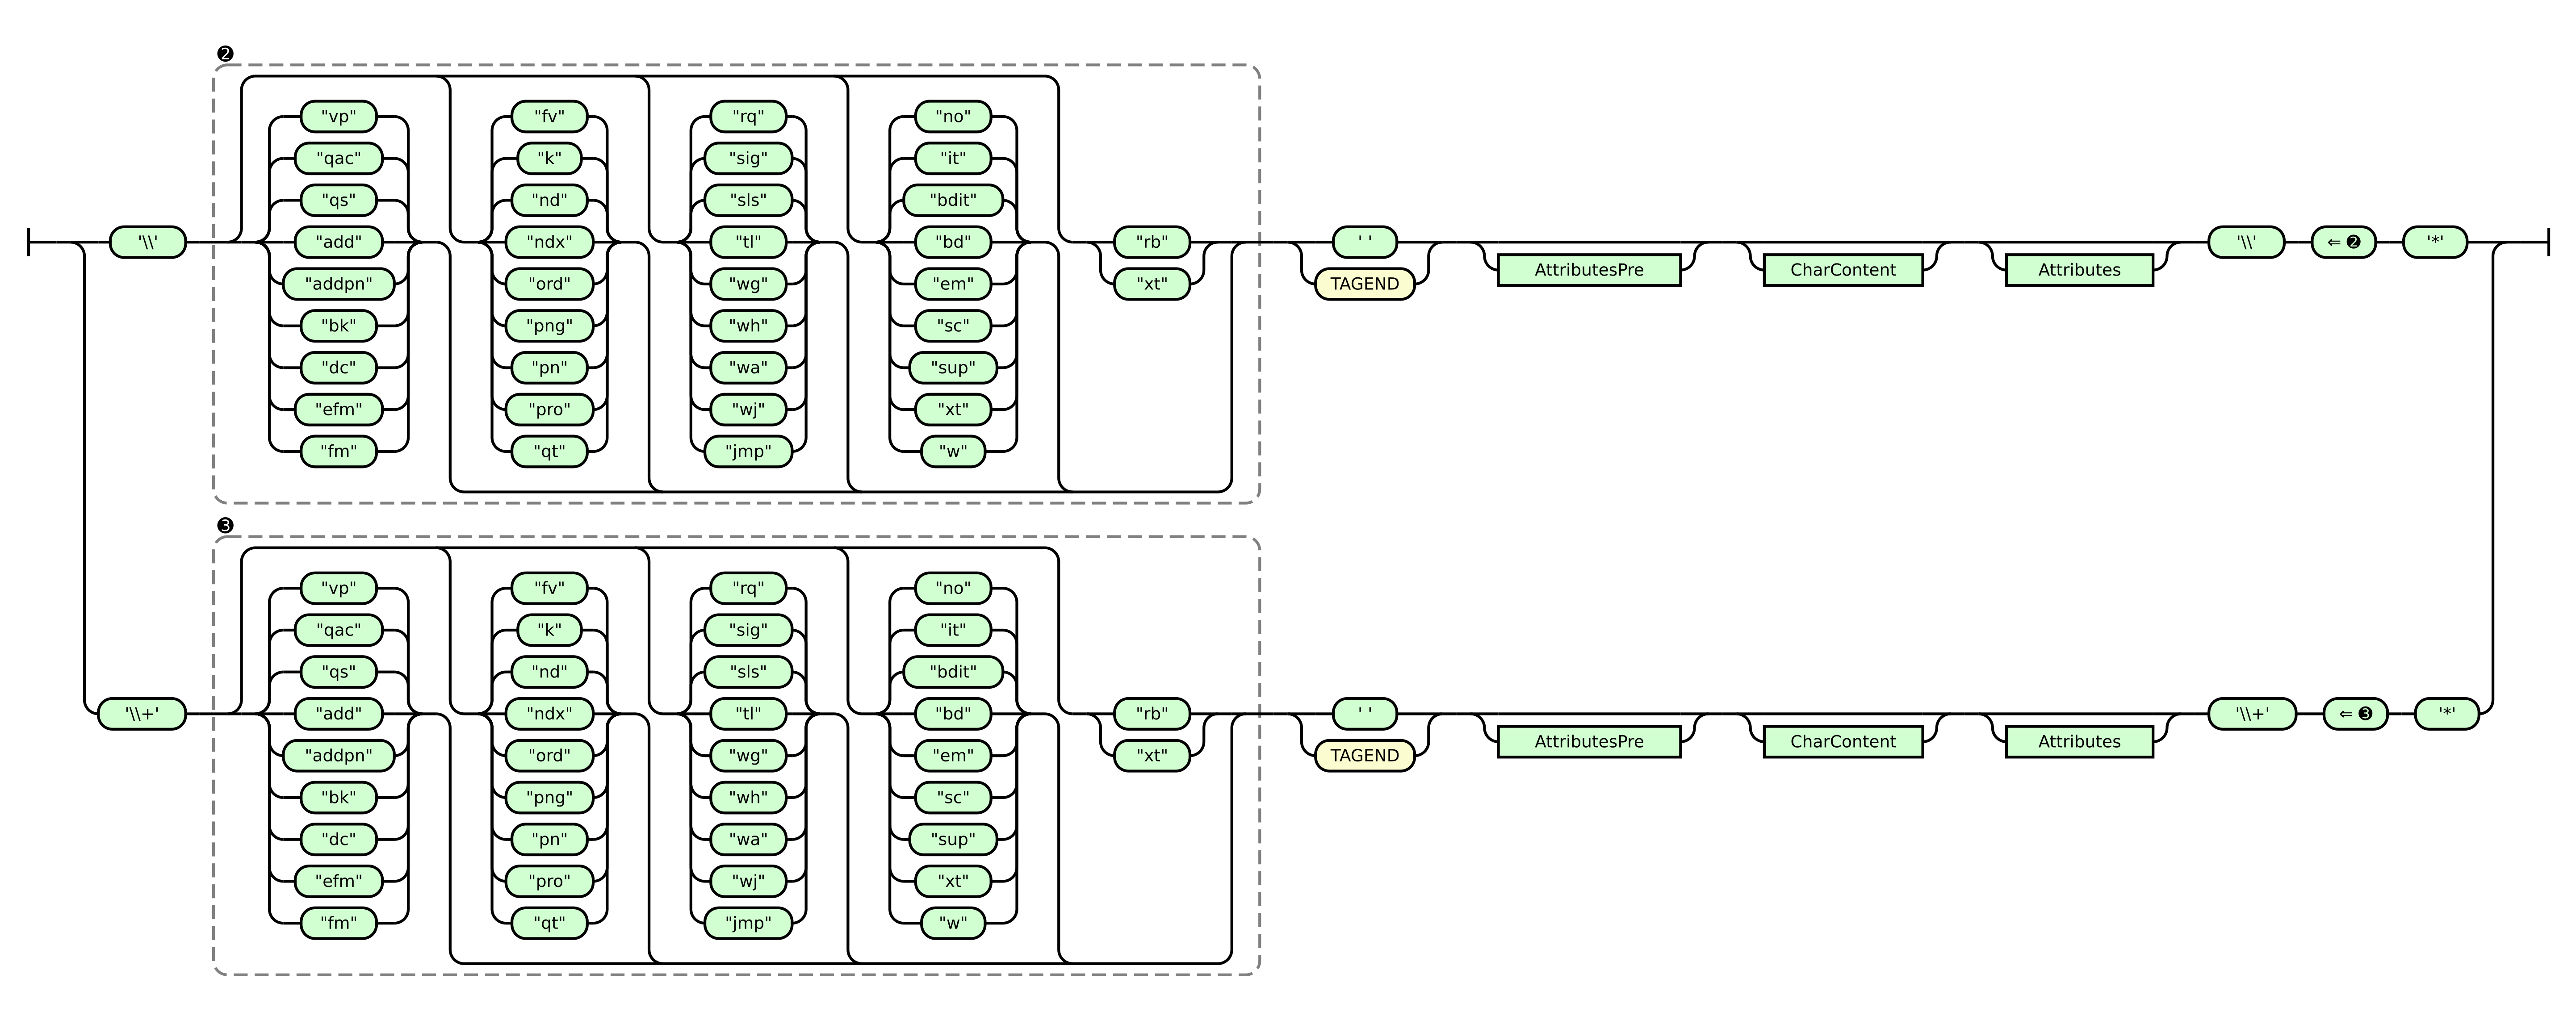 ❷
"vp" "fv" "rq" "no"
"qac" "k" "sig" "it"
"qs" "nd" "sls" "bdit"
'\\' "add" "ndx" "tl" "bd" "rb" ' ' '\\' ⇐ ❷ '*'
AttributesPre CharContent Attributes
"addpn" "ord" "wg" "em" "xt" TAGEND
"bk" "png" "wh" "sc"
"dc" "pn" "wa" "sup"
"efm" "pro" "wj" "xt"
"fm" "qt" "jmp" "w"
❸
"vp" "fv" "rq" "no"
"qac" "k" "sig" "it"
"qs" "nd" "sls" "bdit"
'\\+' "add" "ndx" "tl" "bd" "rb" ' ' '\\+' ⇐ ❸ '*'
AttributesPre CharContent Attributes
"addpn" "ord" "wg" "em" "xt" TAGEND
"bk" "png" "wh" "sc"
"dc" "pn" "wa" "sup"
"efm" "pro" "wj" "xt"
"fm" "qt" "jmp" "w"